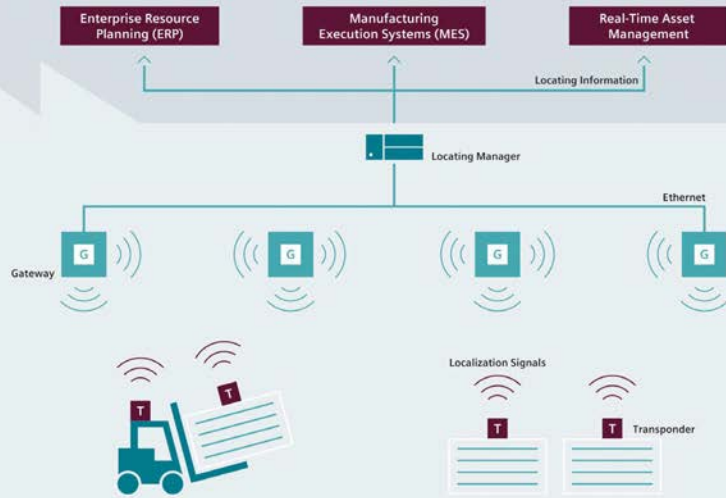 Enterprise Resource
Planning (ERP)
Manufacturing
Execution Systems (MES)
Real-Time Asset
Management
Locating Information
Locating Manager
Ethernet
G
G
G
G
Gateway
Localization Signals
T
T
T
T
Transponder